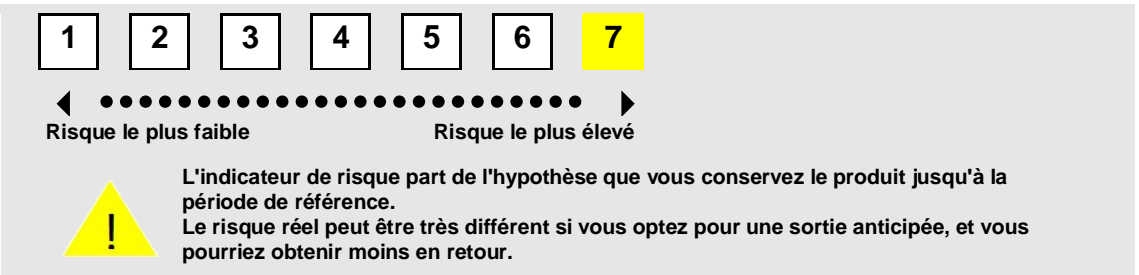 1 2 3 4 5 6 7
Risque le plus faible Risque le plus élevé
L'indicateur de risque part de l'hypothèse que vous conservez le produit jusqu'à la
période de référence.
Le risque réel peut être très différent si vous optez pour une sortie anticipée, et vous
pourriez obtenir moins en retour.
!